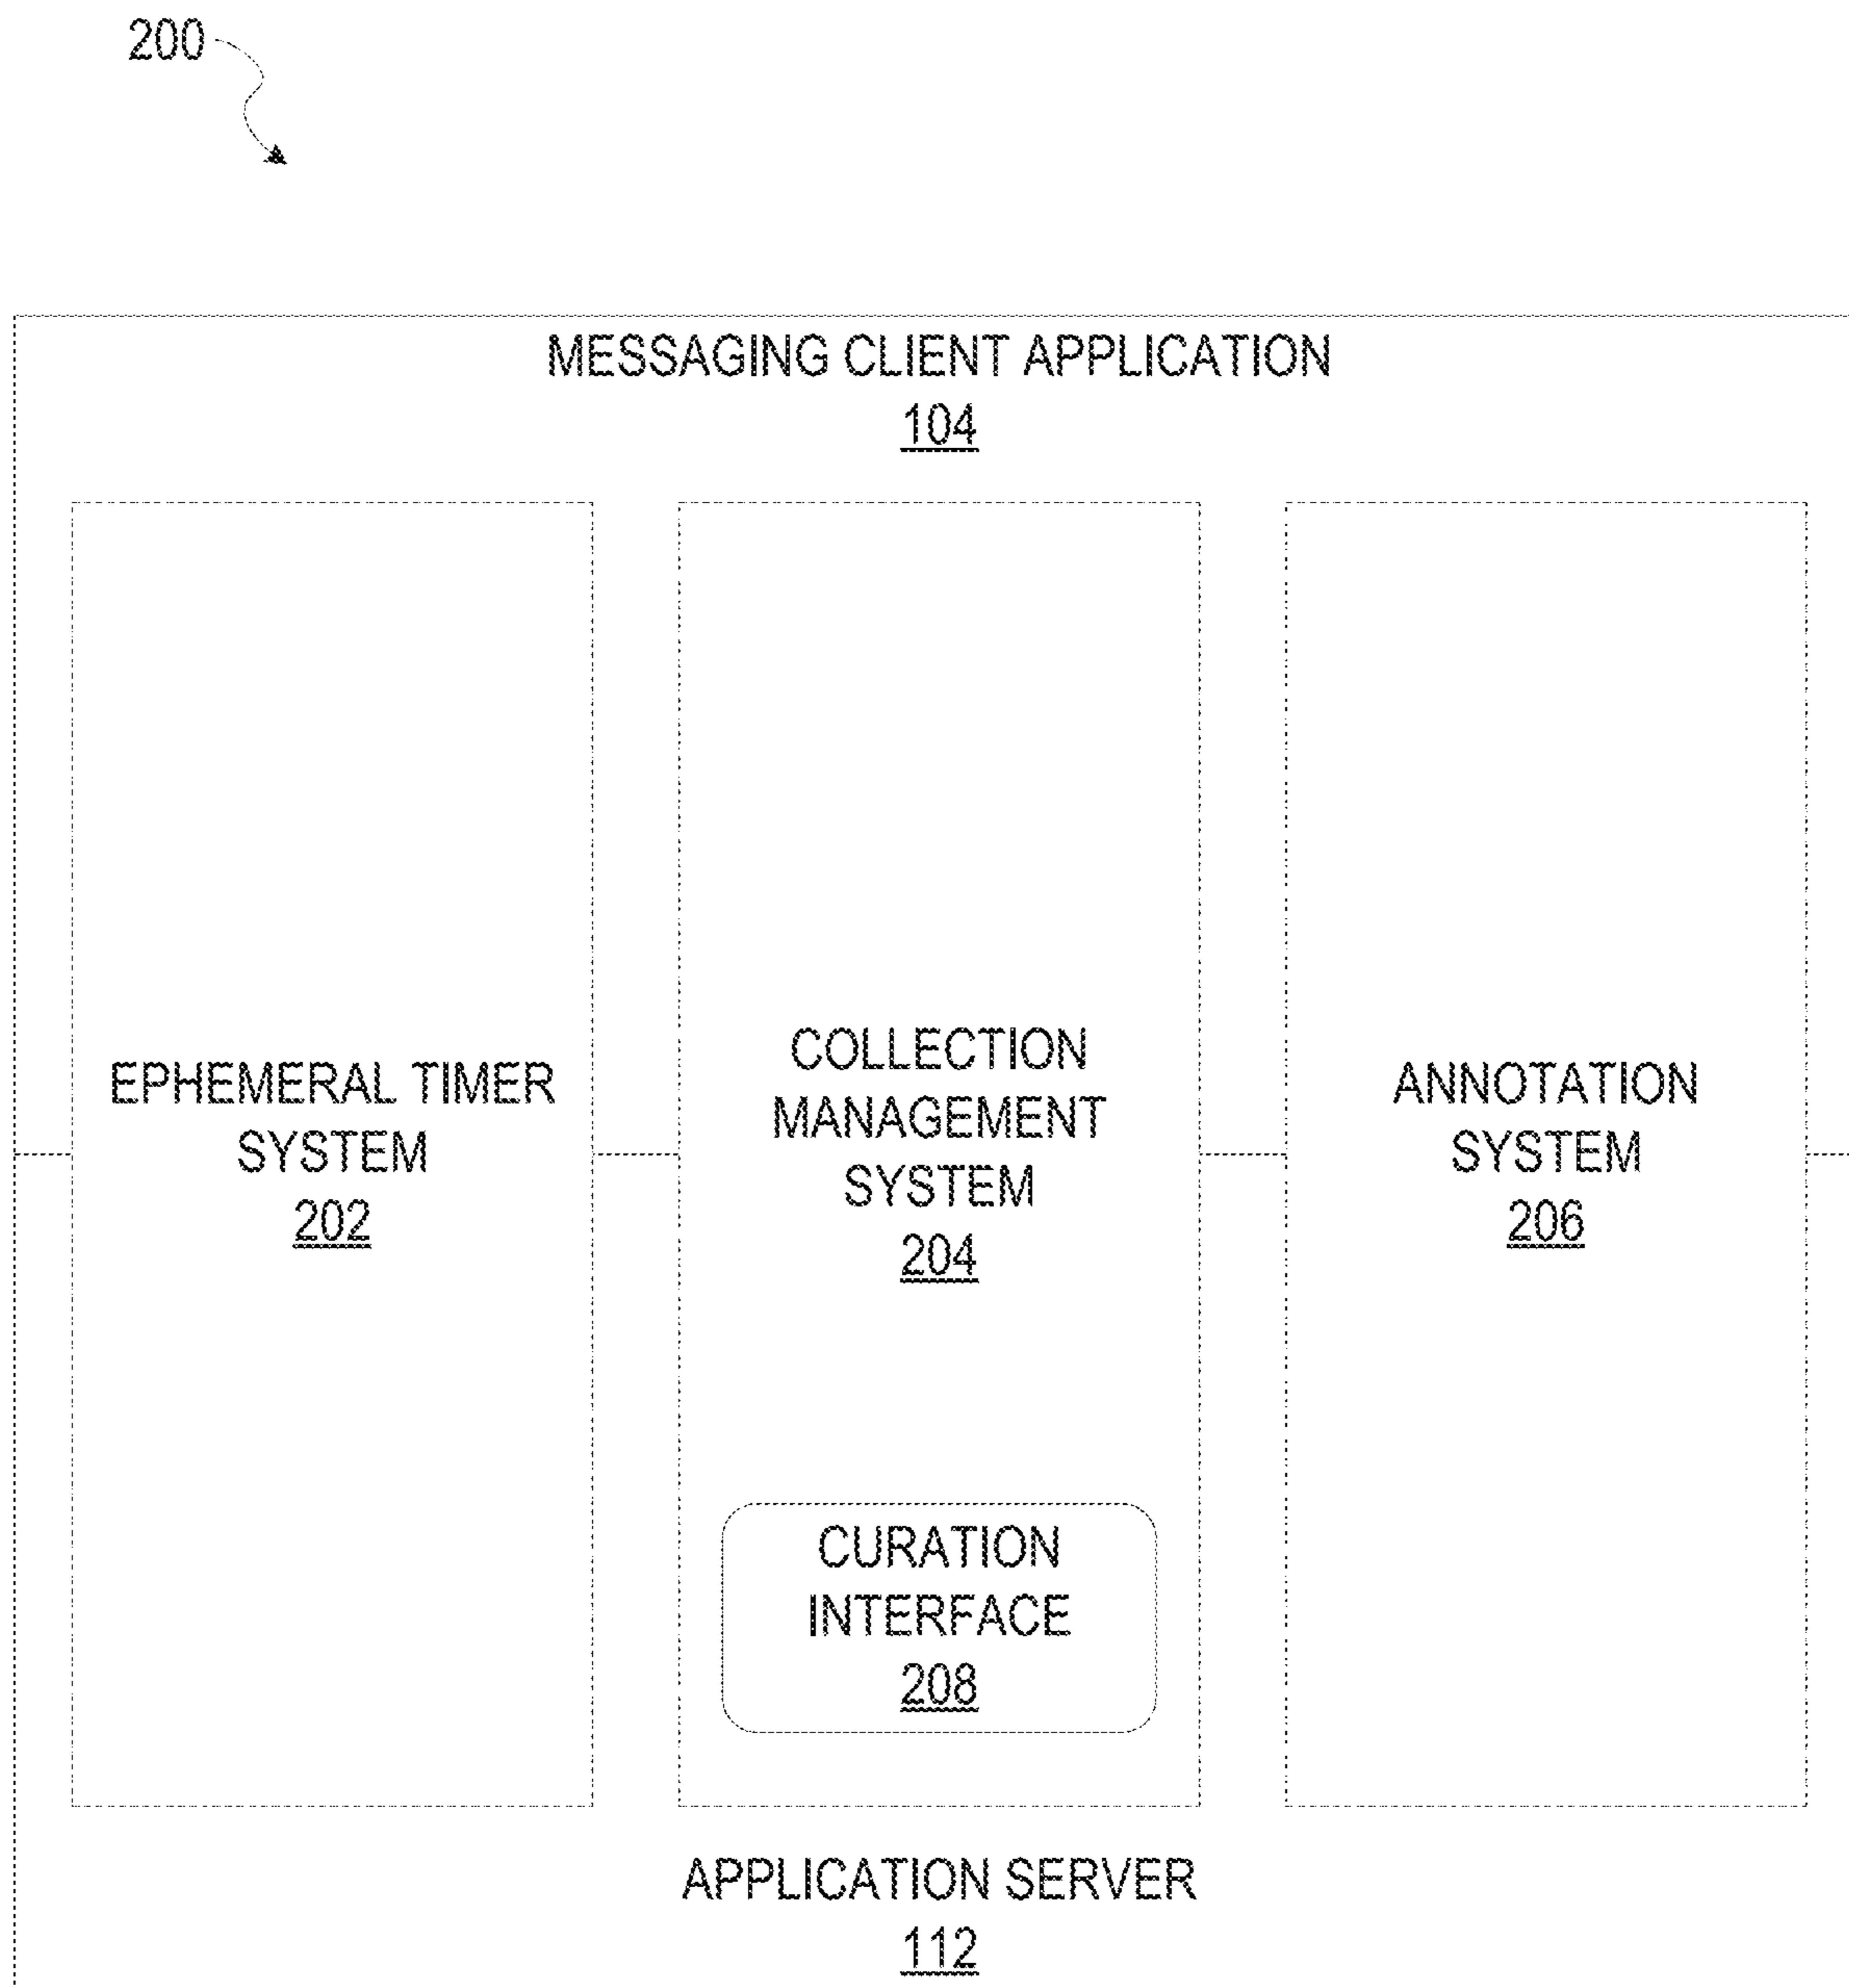 200
MESSAGING CLIENT APPLICATION
104
EPHEMERAL TIMER
SYSTEM
202
COLLECTION
MANAGEMENT
SYSTEM
204
ANNOTATION
SYSTEM
206
CURATION
INTERFACE
208
APPLICATION SERVER
112